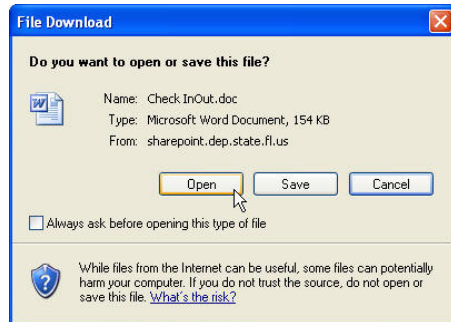 File Download
Do you want to open or save this file?
Name: Check InOut.doc
Type: Microsoft Word Document, 154 KB
From: sharepoint.dep.state.fl.us
Open Save Cancel
Always ask before opening this type of file
While files from the Internet can be useful, some files can potentially
harm your computer. If you do not trust the source, do not open or
save this file. What's the risk?